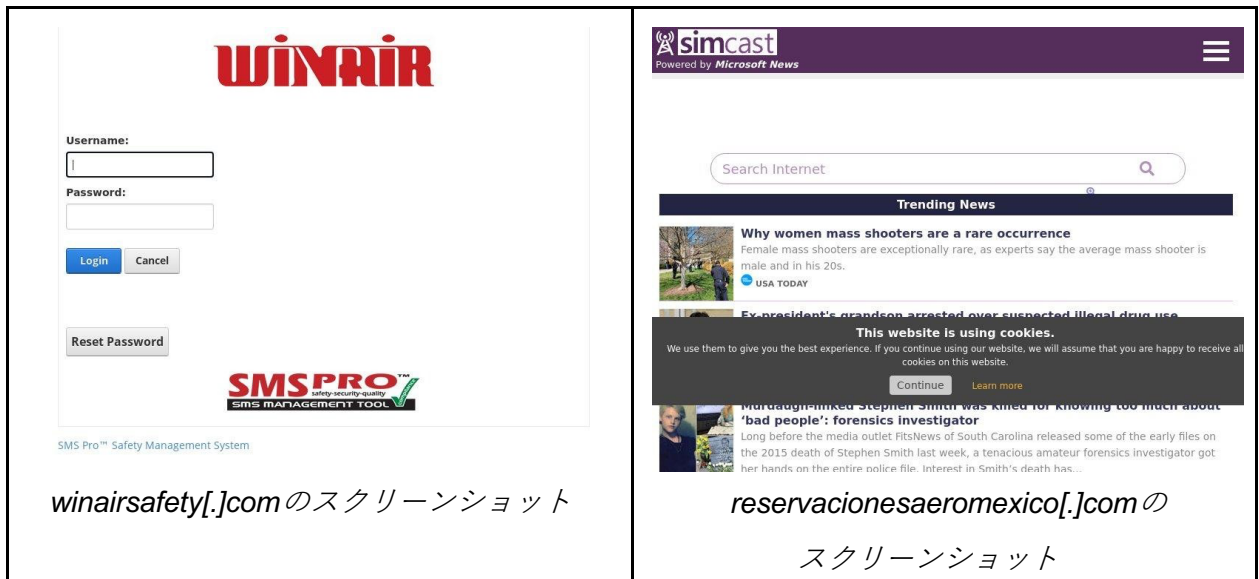 WINAIR
Username:
Password:
Login Cancel
Reset Password
SMS PRO™
safety-security-quality
SMS MANAGEMENT TOOL
SMS Pro™ Safety Management System
winairsafety[.]comのスクリーンショット
simcast
Powered by Microsoft News
Search Internet
Trending News
Why women mass shooters are a rare occurrence
Female mass shooters are exceptionally rare, as experts say the average mass shooter is
male and in his 20s.
USA TODAY
Ex-president's grandson arrested over suspected illegal drug use
This website is using cookies.
We use them to give you the best experience. If you continue using our website, we will assume that you are happy to receive all
cookies on this website.
Continue Learn more
Murdaugh-linked Stephen Smith was killed for knowing too much about
‘bad people’: forensics investigator
Long before the media outlet FitsNews of South Carolina released some of the early files on
the 2015 death of Stephen Smith last week, a tenacious amateur forensics investigator got
her hands on the entire police file. Interest in Smith’s death has...
reservacionesaeromexico[.]comの
スクリーンショット